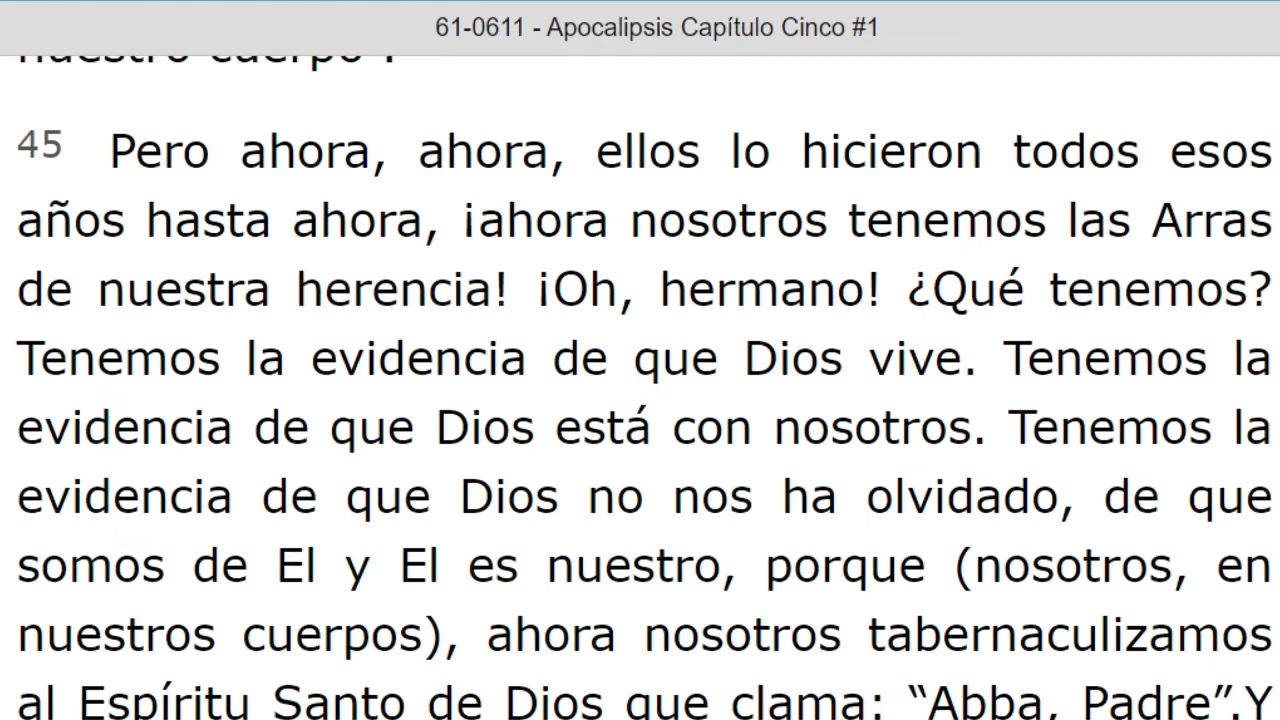 61-0611 - Apocalipsis Capítulo Cinco #1
nuestro cuerpo".
45 Pero ahora, ahora, ellos lo hicieron todos esos
años hasta ahora, ¡ahora nosotros tenemos las Arras
de nuestra herencia! ¡Oh, hermano! ¿Qué tenemos?
Tenemos la evidencia de que Dios vive. Tenemos la
evidencia de que Dios está con nosotros. Tenemos la
evidencia de que Dios no nos ha olvidado, de que
somos de El y El es nuestro, porque (nosotros, en
nuestros cuerpos), ahora nosotros tabernaculizamos
al Espíritu Santo de Dios que clama: “Abba, Padre”.Y